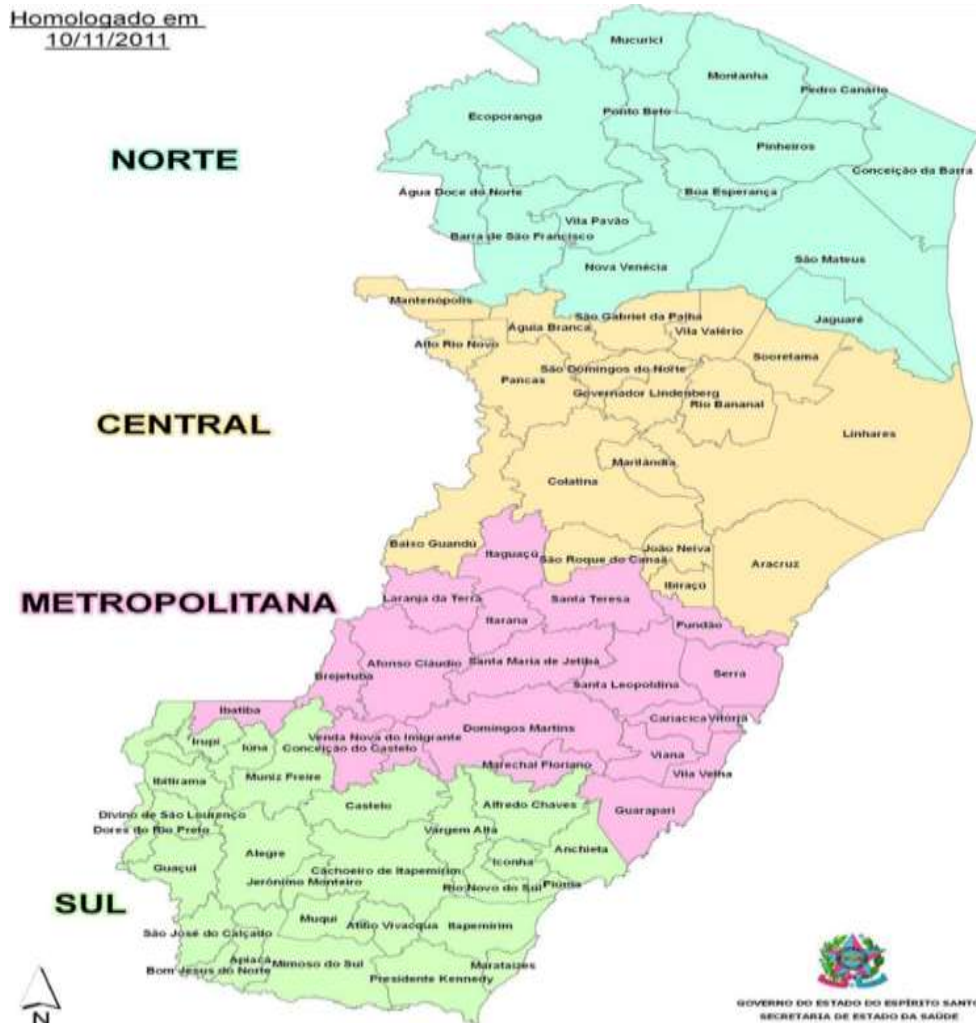 Homologado em
10/11/2011
Mucurici
Montanha
Pedro Canário
Ponto Belo
Ecoporanga
Pinheiros
NORTE
Conceição da Barra
Água Doce do Norte
Boa Esperança
Vila Pavão
Barra de São Francisco
São Mateus
Nova Venécia
Mantenópolis
São Gabriel da Palha
Jaguaré
Águia Branca
Vila Valério
Alto Rio Novo
Sooretama
São Domingos do Norte
Pancas
Governador Lindenberg
Rio Bananal
CENTRAL
Linhares
Marilândia
Colatina
Baixo Guandú
João Neiva
Itaguaçú
São Roque do Canaã
Aracruz
Ibiraçú
METROPOLITANA
Laranja da Terra
Santa Teresa
Itarana
Fundão
Afonso Cláudio
Santa Maria de Jetibá
Brejetuba
Serra
Santa Leopoldina
Ibatiba
Cariacica
Vitória
Domingos Martins
Venda Nova do Imigrante
Irupi
Iúna
Conceição do Castelo
Viana
Marechal Floriano
Vila Velha
Ibitirama
Muniz Freire
Castelo
Alfredo Chaves
Guarapari
Divino de São Lourenço
Dores do Rio Preto
Vargem Alta
Anchieta
Alegre
Iconha
Guaçuí
Cachoeiro de Itapemirim
Jerônimo Monteiro
Rio Novo do Sul
Piúma
SUL
Muqui
Atílio Vivacqua
Itapemirim
São José do Calçado
Apiacá
Bom Jesus do Norte
Mimoso do Sul
Marataízes
Presidente Kennedy
N
GOVERNO DO ESTADO DO ESPÍRITO SANTO
SECRETARIA DE ESTADO DA SAÚDE